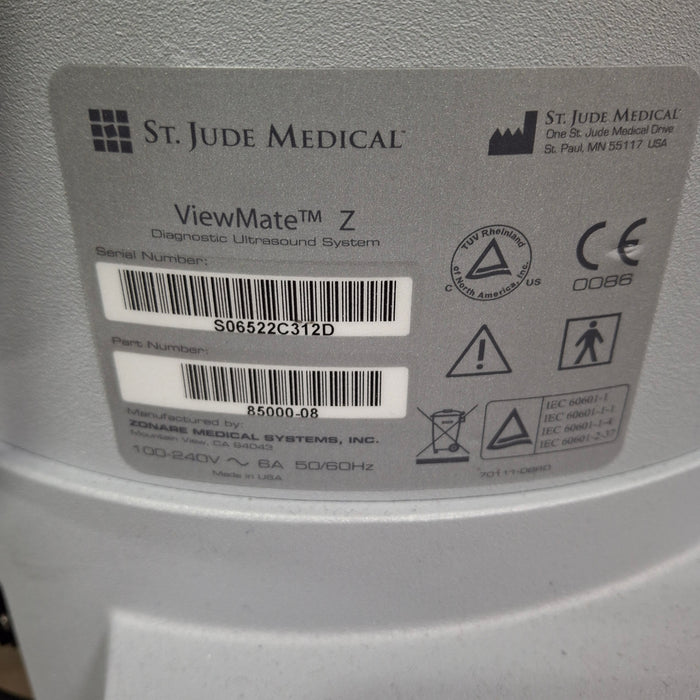 ST. JUDE MEDICAL™
ST. JUDE MEDICAL
One St. Jude Medical Drive
St. Paul, MN 55117 USA
ViewMate™ Z
Diagnostic Ultrasound System
Serial Number:
S06522C312D
Part Number:
85000-08
Manufactured by:
ZONARE MEDICAL SYSTEMS, INC.
Mountain View, CA 94043
100-240V ~ 6A 50/60Hz
Made in USA
TÜV Rheinland
of North America, Inc.
C US
CE
0086
IEC 60601-1
IEC 60601-1-1
IEC 60601-1-4
IEC 60601-2-37